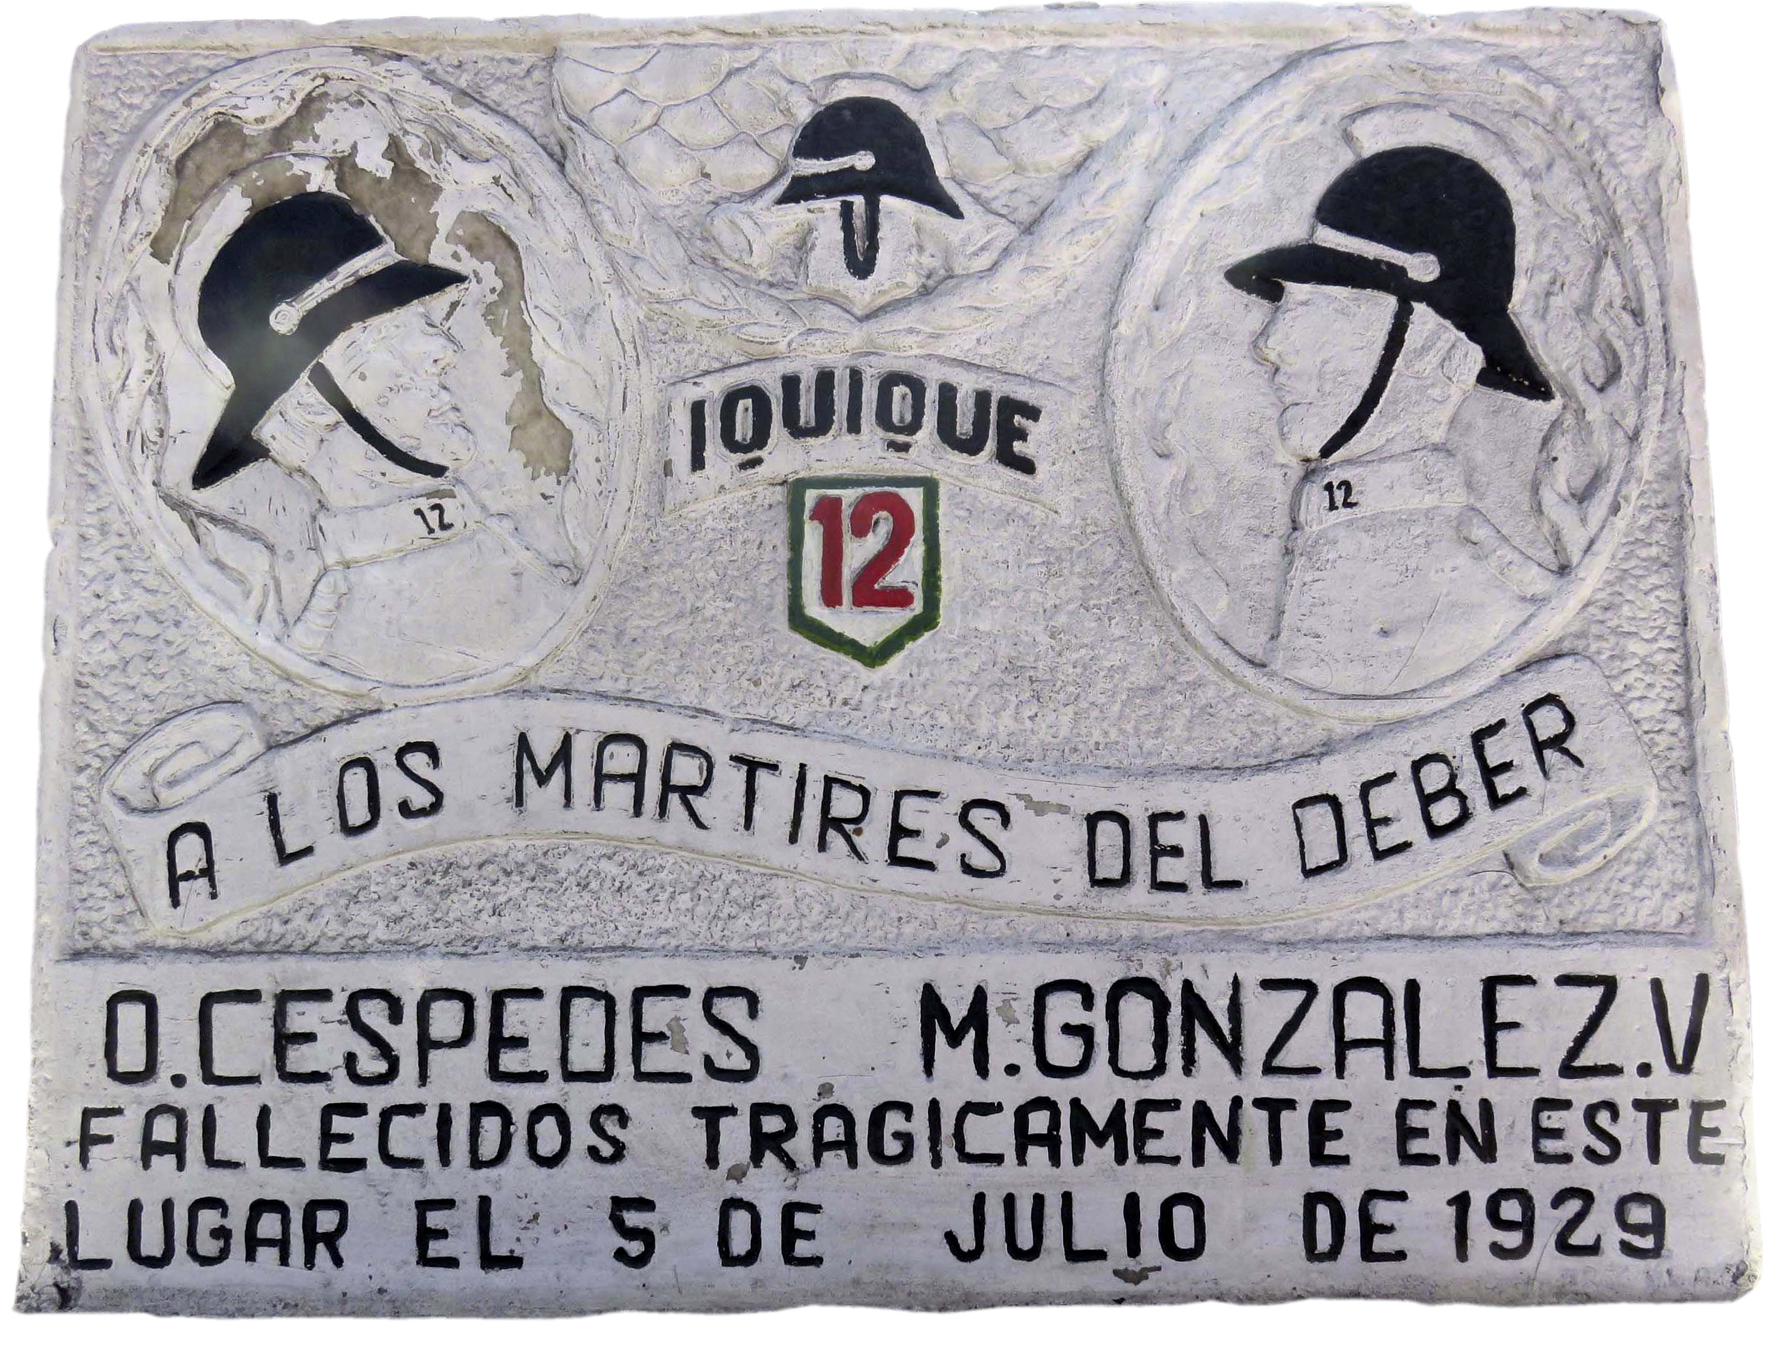 IQUIQUE
12
12
12
A LOS MARTIRES DEL DEBER
O.CESPEDES M.GONZALEZ.V
FALLECIDOS TRAGICAMENTE EN ESTE
LUGAR EL 5 DE JULIO DE 1929